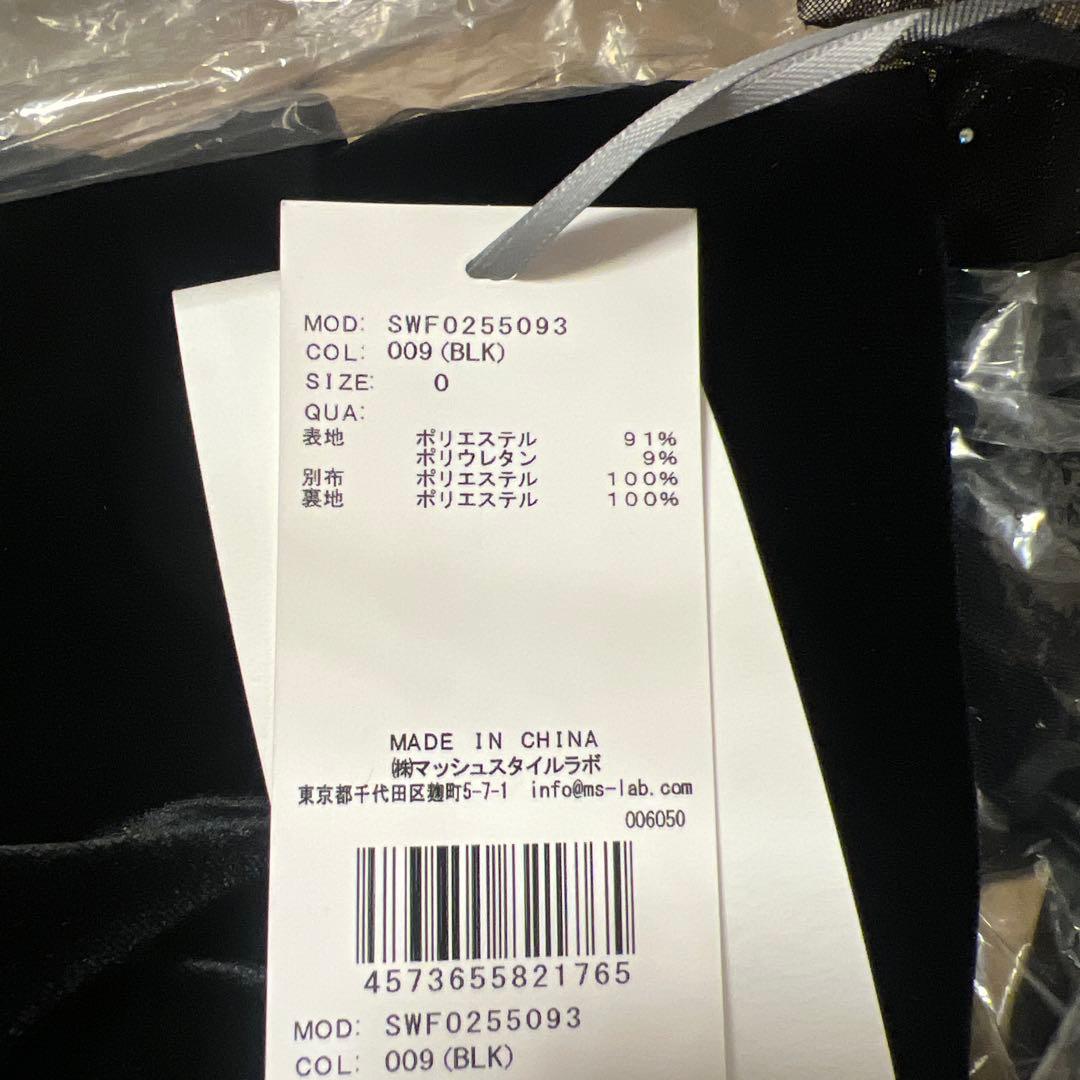 MOD: SWF0255093
COL: 009(BLK)
SIZE: 0
QUA:
表地 ポリエステル 91%
ポリウレタン 9%
別布 ポリエステル 100%
裏地 ポリエステル 100%
MADE IN CHINA
㈱マッシュスタイルラボ
東京都千代田区麹町5-7-1 info@ms-lab.com
006050
4573655821765
MOD: SWF0255093
COL: 009(BLK)